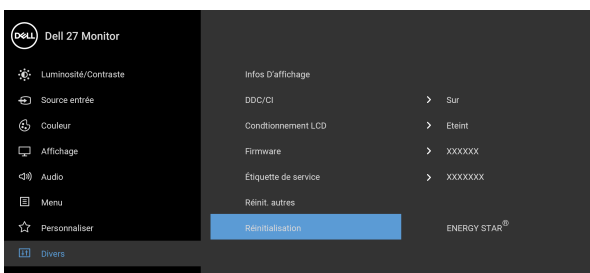 DELL Dell 27 Monitor
Luminosité/Contraste Infos D'affichage
Source entrée DDC/CI Sur
Couleur Condtionnement LCD Eteint
Affichage Firmware XXXXXX
Audio Étiquette de service XXXXXXX
Menu Réinit. autres
Personnaliser Réinitialisation ENERGY STAR®
Divers